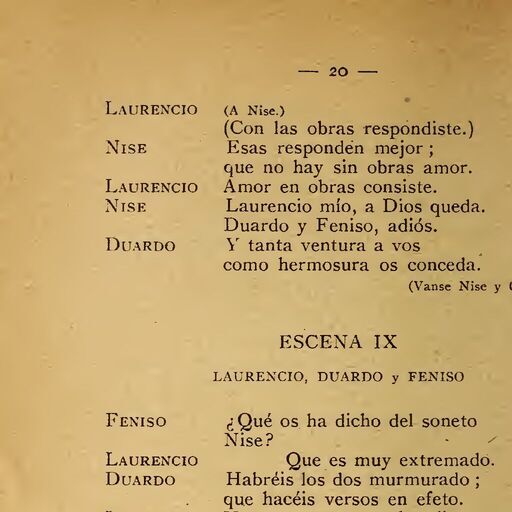 — 20 —
LAURENCIO (A Nise.)
(Con las obras respondiste.)
NISE Esas responden mejor ;
que no hay sin obras amor.
LAURENCIO Amor en obras consiste.
NISE Laurencio mío, a Dios queda.
Duardo y Feniso, adiós.
DUARDO Y tanta ventura a vos
como hermosura os conceda.
(Vanse Nise y
ESCENA IX
LAURENCIO, DUARDO y FENISO
FENISO ¿Qué os ha dicho del soneto
Nise?
LAURENCIO Que es muy extremado.
DUARDO Habréis los dos murmurado ;
que hacéis versos en efeto.